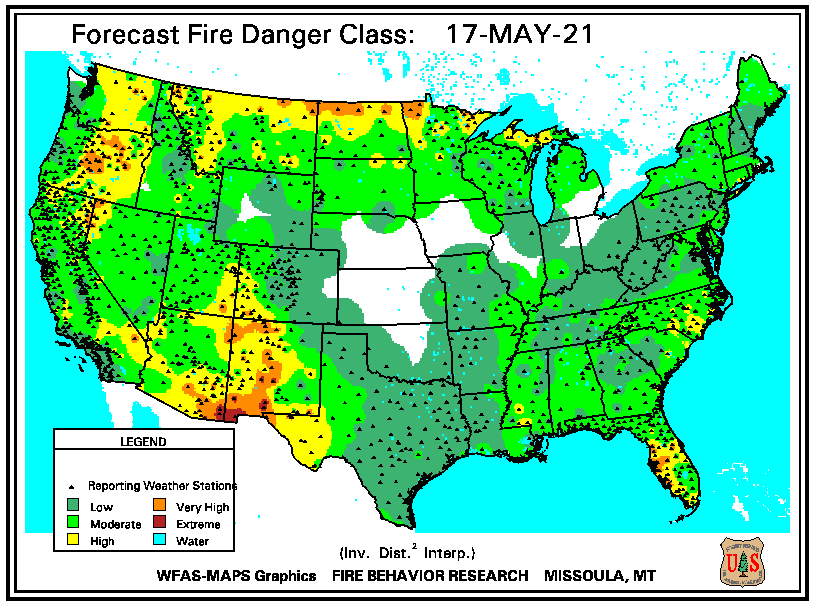 Forecast Fire Danger Class: 17-MAY-21
LEGEND
Reporting Weather Stations
Low
Very High
Moderate
Extreme
High
Water
(Inv. Dist.2 Interp.)
WFAS-MAPS Graphics FIRE BEHAVIOR RESEARCH MISSOULA, MT
U S